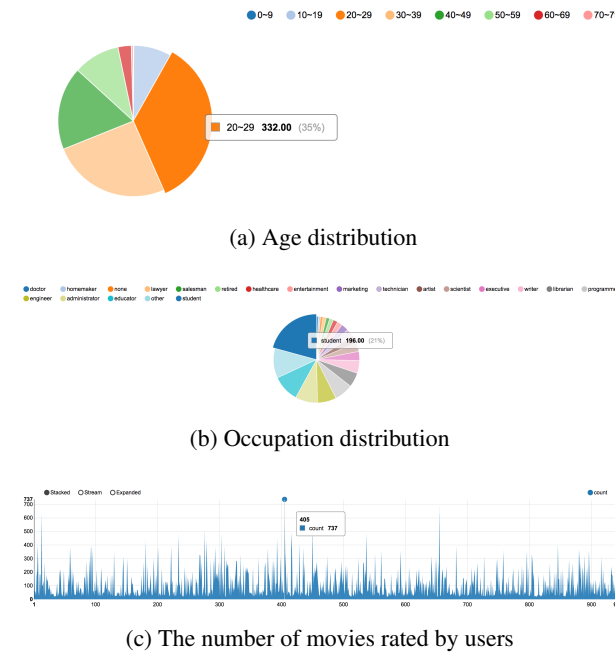 0~9 10~19 20~29 30~39 40~49 50~59 60~69 70~7
20~29 332.00 (35%)
(a) Age distribution
doctor homemaker none lawyer salesman retired healthcare entertainment marketing technician artist scientist executive writer librarian programme
engineer administrator educator other student
student 196.00 (21%)
(b) Occupation distribution
Stacked Stream Expanded count
737
700
600
500
400
300
200
100
0
405
count 737
1 100 200 300 400 500 600 700 800 900
(c) The number of movies rated by users